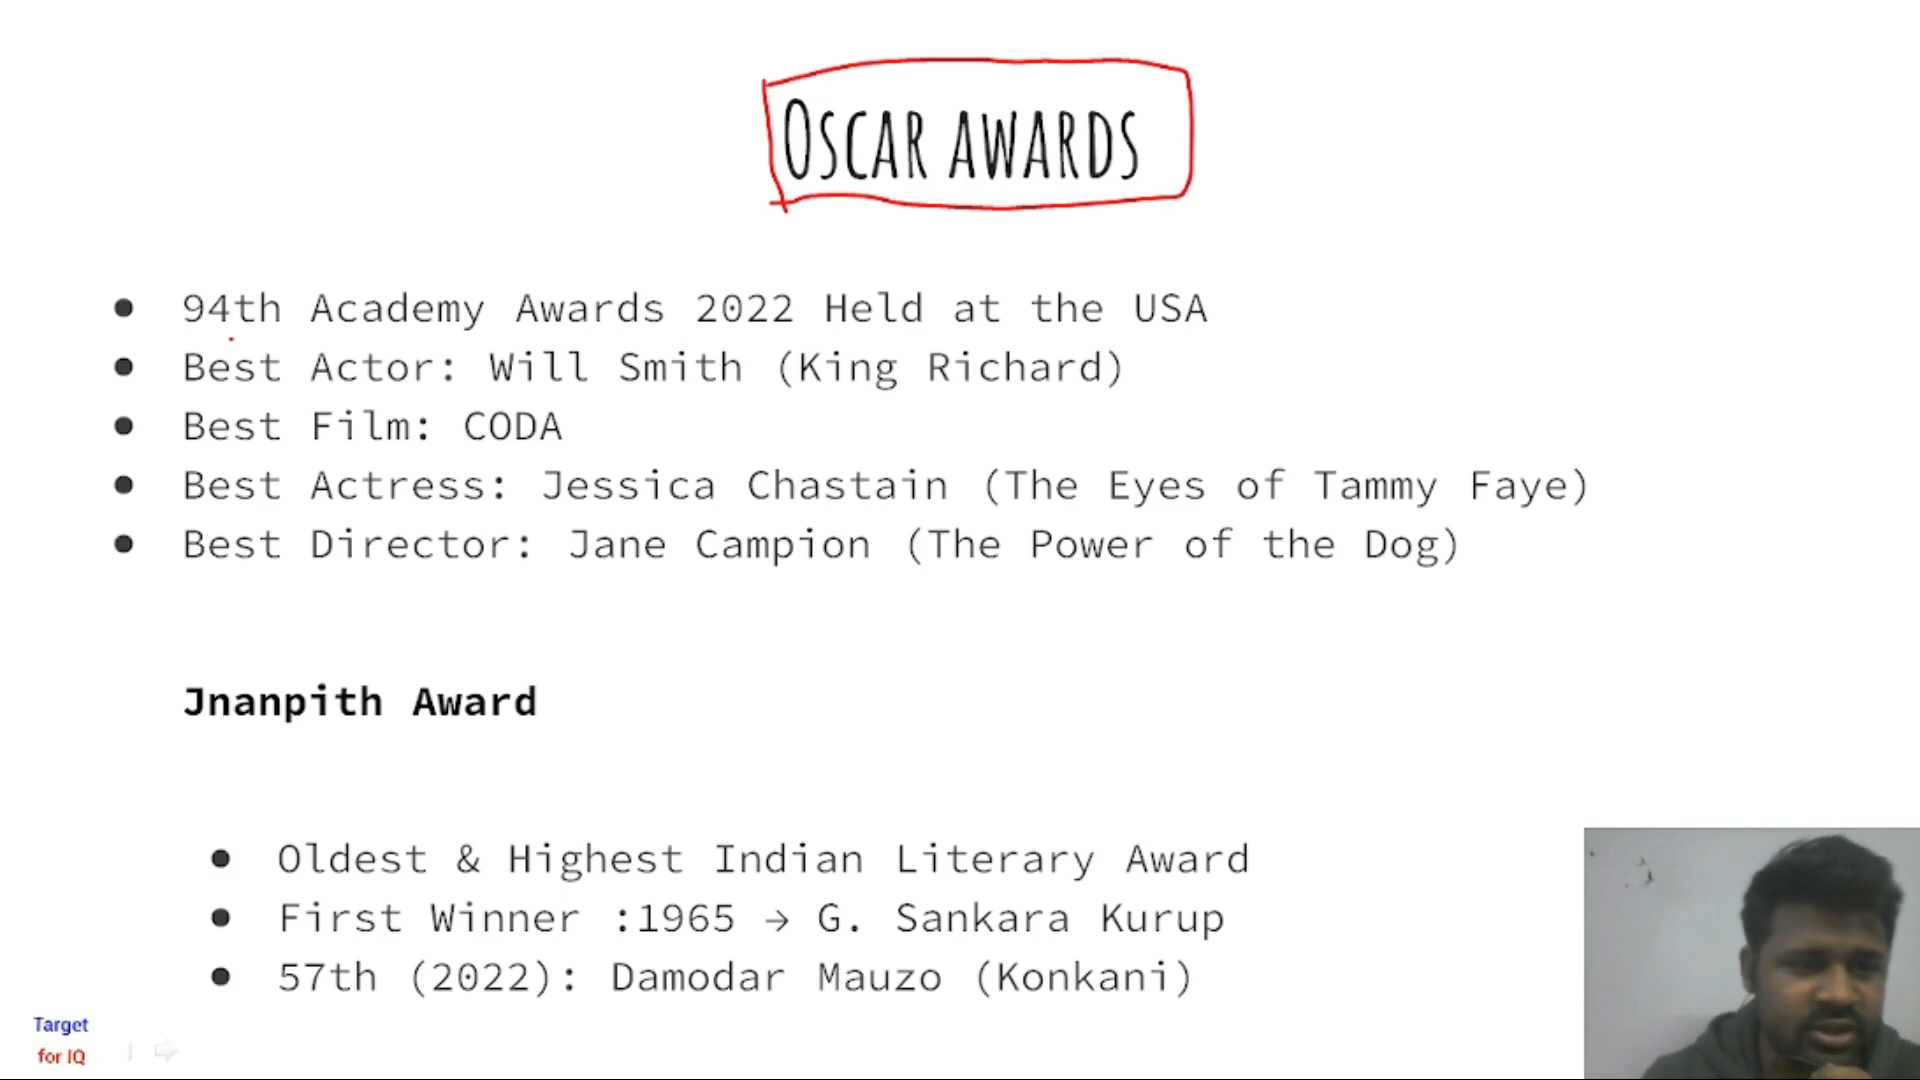 Oscar awards
● 94th Academy Awards 2022 Held at the USA
● Best Actor: Will Smith (King Richard)
● Best Film: CODA
● Best Actress: Jessica Chastain (The Eyes of Tammy Faye)
● Best Director: Jane Campion (The Power of the Dog)
Jnanpith Award
● Oldest & Highest Indian Literary Award
● First Winner :1965 → G. Sankara Kurup
● 57th (2022): Damodar Mauzo (Konkani)
Target
for IQ